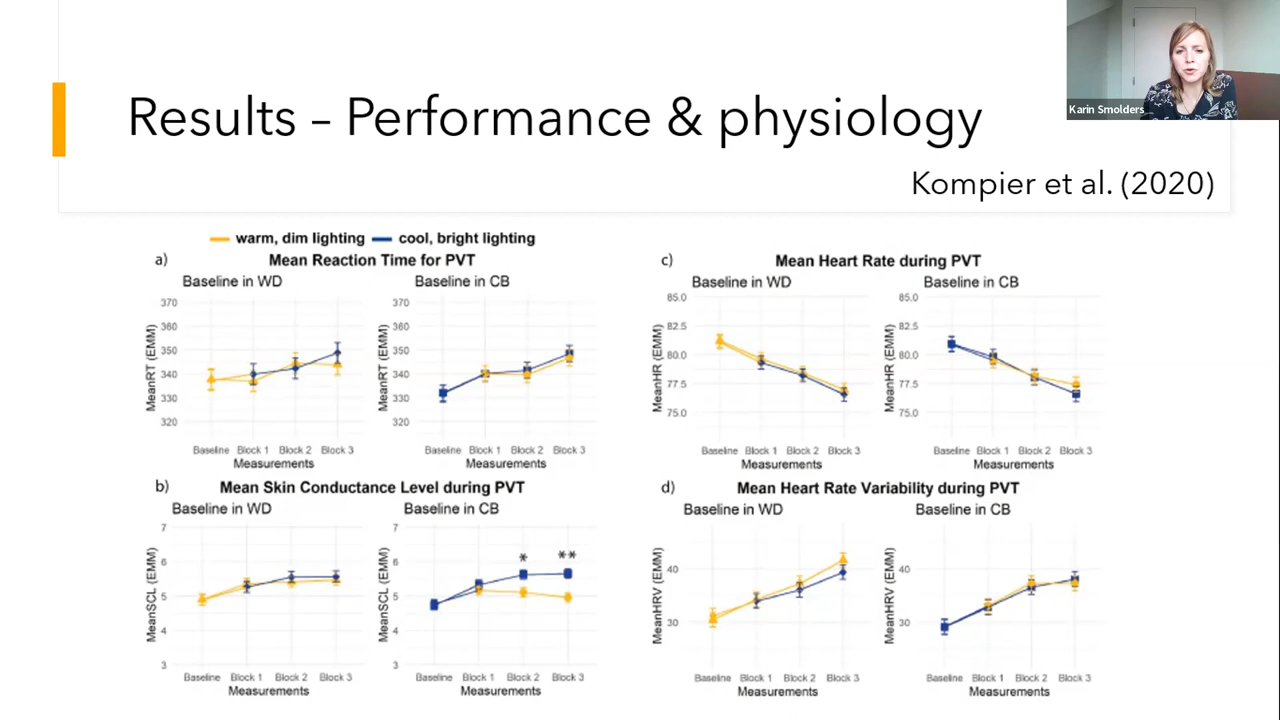 Karin Smolders
Results – Performance & physiology
Kompier et al. (2020)
warm, dim lighting cool, bright lighting
a) Mean Reaction Time for PVT
Baseline in WD Baseline in CB
MeanRT (EMM)
370
360
350
340
330
320
Baseline Block 1 Block 2 Block 3
Measurements
MeanRT (EMM)
370
360
350
340
330
320
Baseline Block 1 Block 2 Block 3
Measurements
c) Mean Heart Rate during PVT
Baseline in WD Baseline in CB
MeanHR (EMM)
85.0
82.5
80.0
77.5
75.0
Baseline Block 1 Block 2 Block 3
Measurements
MeanHR (EMM)
85.0
82.5
80.0
77.5
75.0
Baseline Block 1 Block 2 Block 3
Measurements
b) Mean Skin Conductance Level during PVT
Baseline in WD Baseline in CB
MeanSCL (EMM)
7
6
5
4
3
Baseline Block 1 Block 2 Block 3
Measurements
MeanSCL (EMM)
7
6
5
4
3
* **
Baseline Block 1 Block 2 Block 3
Measurements
d) Mean Heart Rate Variability during PVT
Baseline in WD Baseline in CB
MeanHRV (EMM)
40
30
Baseline Block 1 Block 2 Block 3
Measurements
MeanHRV (EMM)
40
30
Baseline Block 1 Block 2 Block 3
Measurements